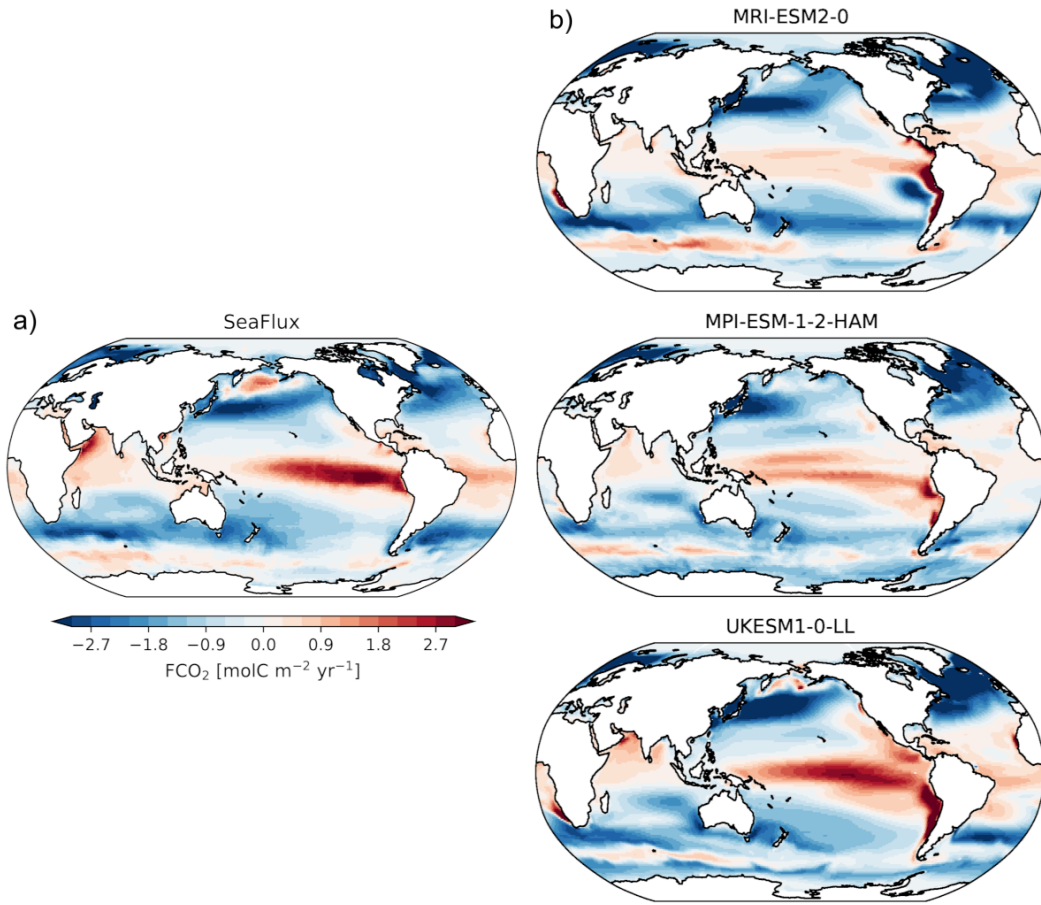 b)
MRI-ESM2-0
a)
SeaFlux
MPI-ESM-1-2-HAM
−2.7 −1.8 −0.9 0.0 0.9 1.8 2.7
FCO₂ [molC m⁻² yr⁻¹]
UKESM1-0-LL